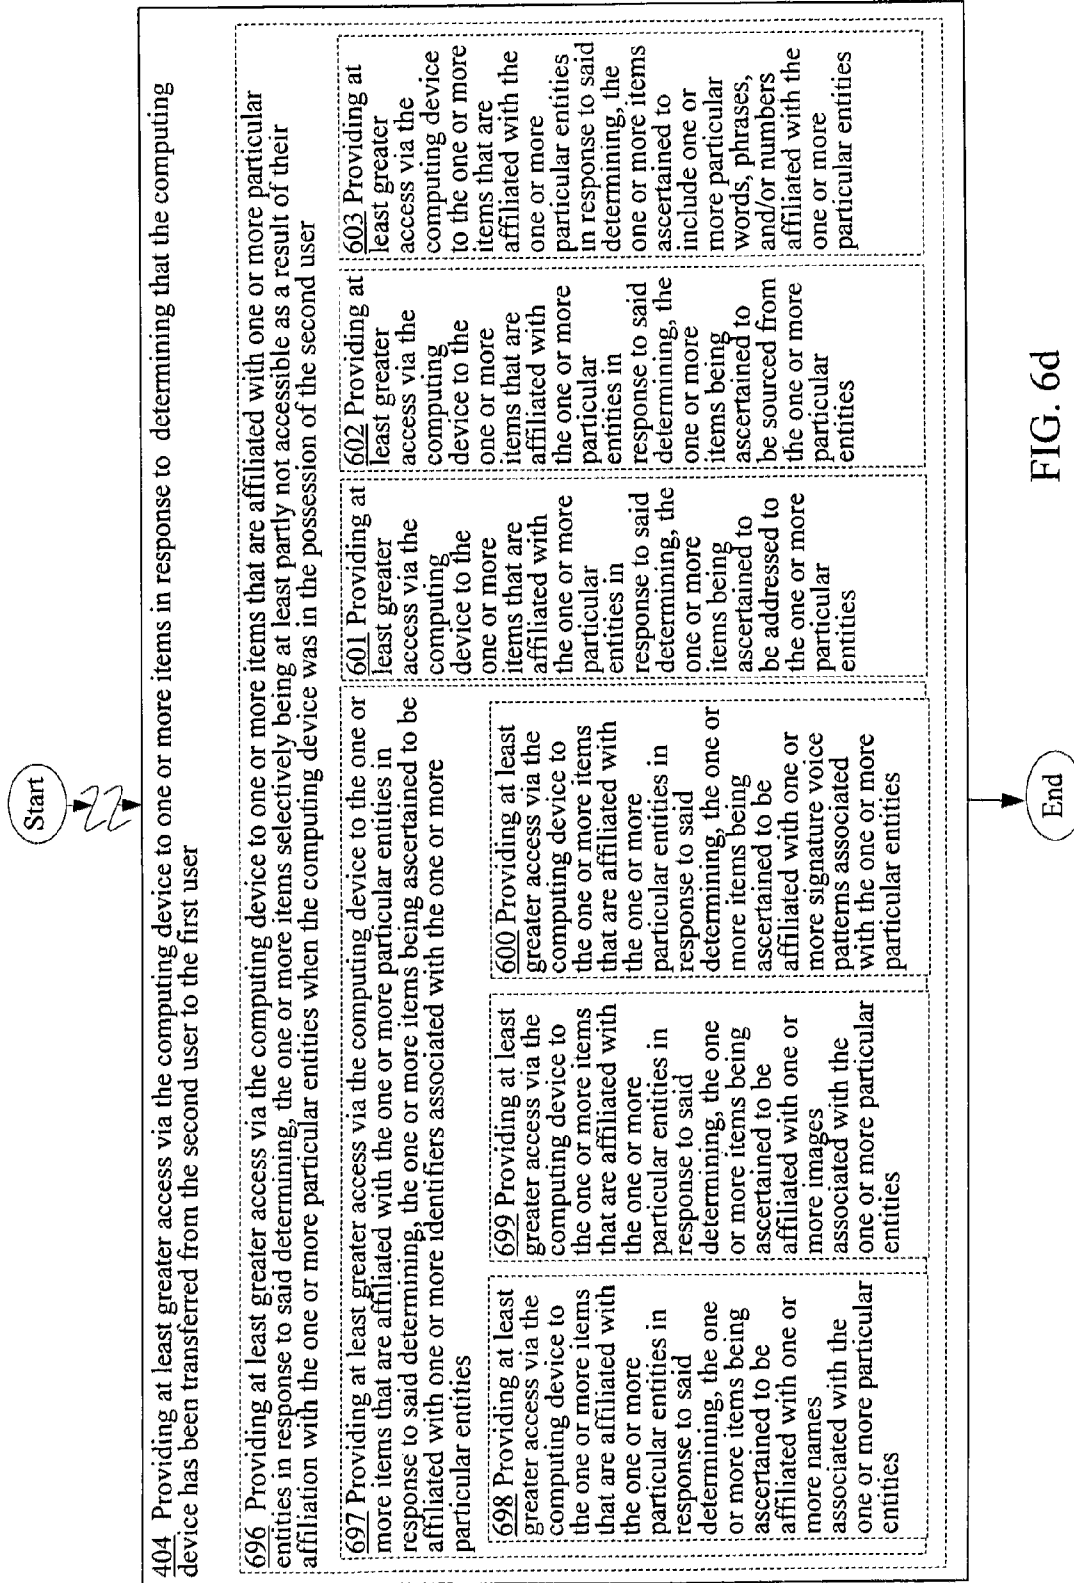 Start
404 Providing at least greater access via the computing device to one or more items in response to determining that the computing
device has been transferred from the second user to the first user
696 Providing at least greater access via the computing device to one or more items that are affiliated with one or more particular
entities in response to said determining, the one or more items selectively being at least partly not accessible as a result of their
affiliation with the one or more particular entities when the computing device was in the possession of the second user
697 Providing at least greater access via the computing device to the one or
more items that are affiliated with the one or more particular entities in
response to said determining, the one or more items being ascertained to be
affiliated with one or more identifiers associated with the one or more
particular entities
698 Providing at least
greater access via the
computing device to
the one or more items
that are affiliated with
the one or more
particular entities in
response to said
determining, the one
or more items being
ascertained to be
affiliated with one or
more names
associated with the
one or more particular
entities
699 Providing at least
greater access via the
computing device to
the one or more items
that are affiliated with
the one or more
particular entities in
response to said
determining, the one
or more items being
ascertained to be
affiliated with one or
more images
associated with the
one or more particular
entities
600 Providing at least
greater access via the
computing device to
the one or more items
that are affiliated with
the one or more
particular entities in
response to said
determining, the one or
more items being
ascertained to be
affiliated with one or
more signature voice
patterns associated
with the one or more
particular entities
601 Providing at
least greater
access via the
computing
device to the
one or more
items that are
affiliated with
the one or more
particular
entities in
response to said
determining, the
one or more
items being
ascertained to
be addressed to
the one or more
particular
entities
602 Providing at
least greater
access via the
computing
device to the
one or more
items that are
affiliated with
the one or more
particular
entities in
response to said
determining, the
one or more
items being
ascertained to
be sourced from
the one or more
particular
entities
603 Providing at
least greater
access via the
computing device
to the one or more
items that are
affiliated with the
one or more
particular entities
in response to said
determining, the
one or more items
ascertained to
include one or
more particular
words, phrases,
and/or numbers
affiliated with the
one or more
particular entities
End
FIG. 6d